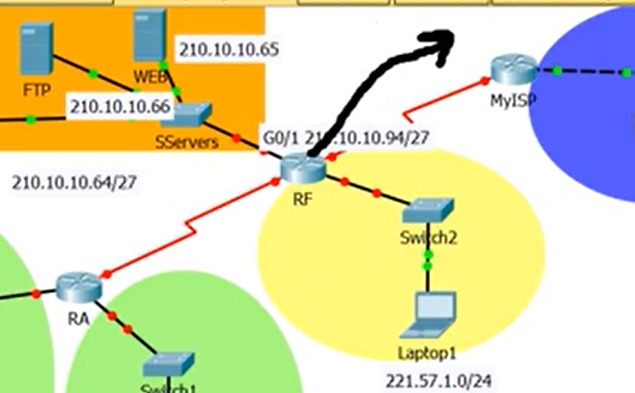 210.10.10.65
WEB
FTP
210.10.10.66
SServers
G0/1 210.10.10.94/27
MyISP
210.10.10.64/27
RF
Switch2
RA
Laptop1
221.57.1.0/24
Switch1